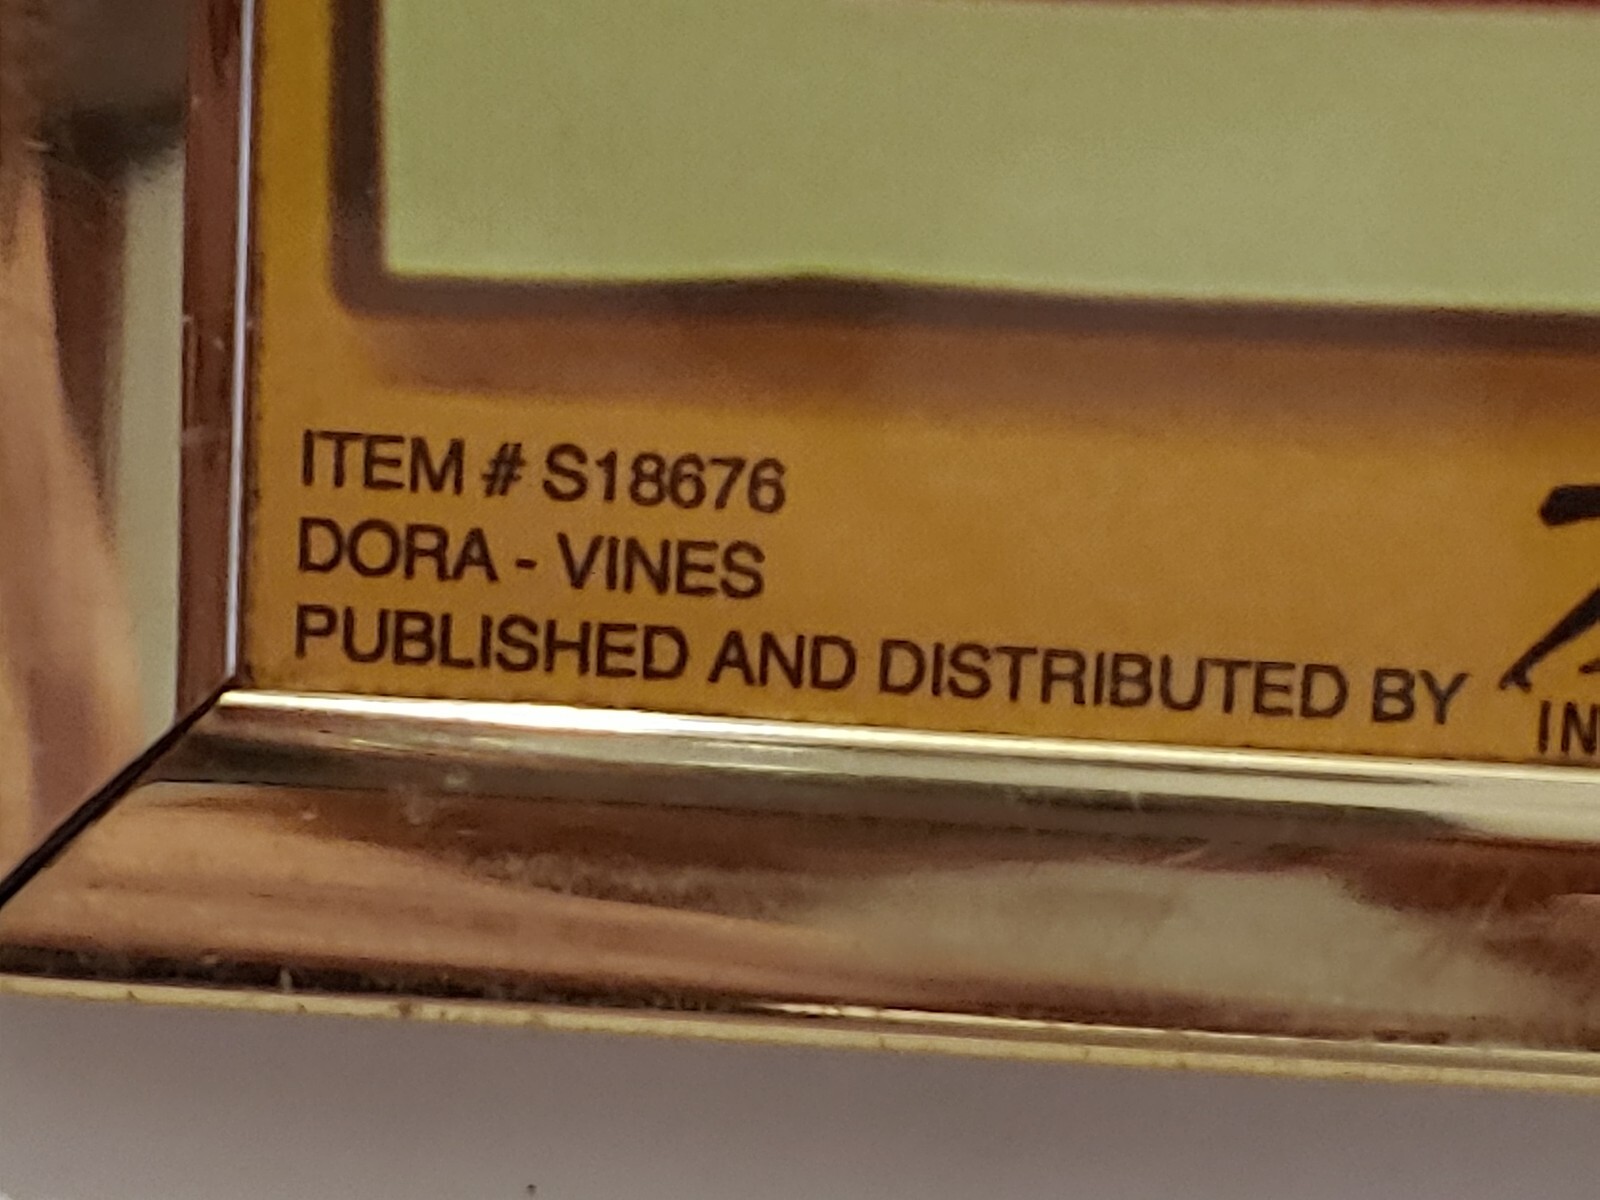 ITEM # S18676
DORA - VINES
PUBLISHED AND DISTRIBUTED BY